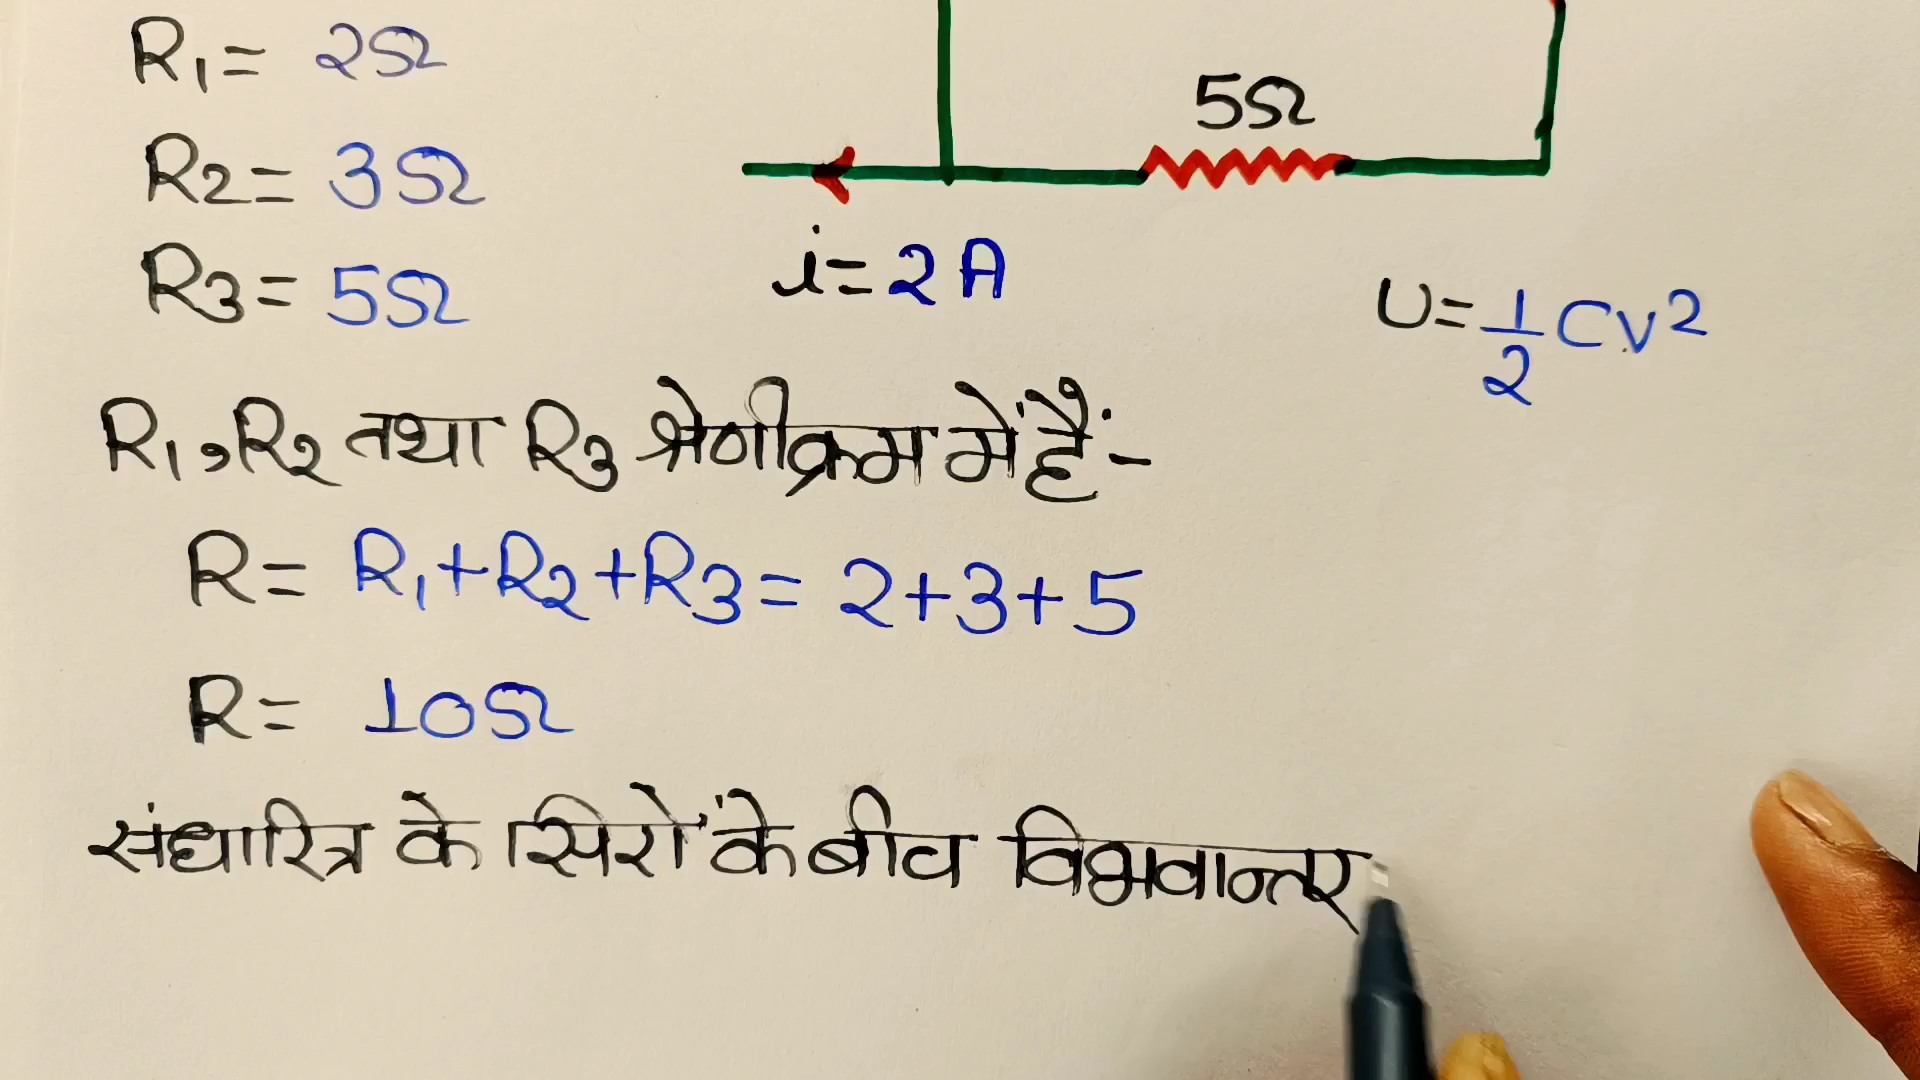 R1= 2Ω
5Ω
R2= 3Ω
R3= 5Ω
i= 2A
U= 1/2 CV²
R1, R2 तथा R3 श्रेणीक्रम में हैं:-
R= R1+R2+R3= 2+3+5
R= 10Ω
संधारित्र के सिरों के बीच विभवान्तर